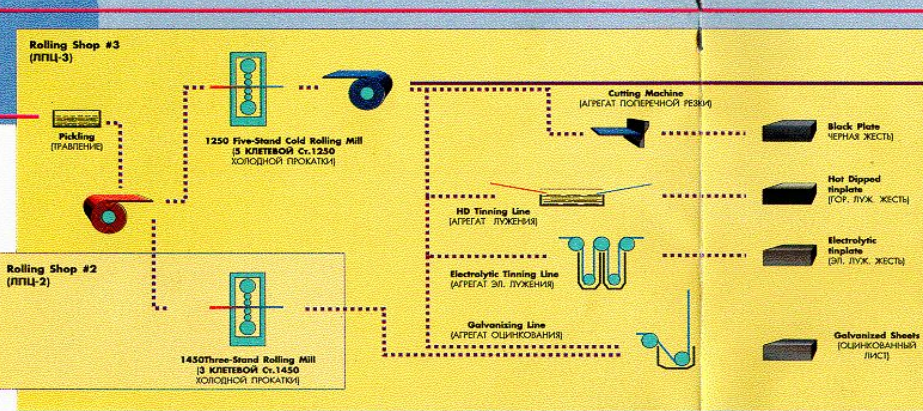 Rolling Shop #3
(ЛПЦ-3)
Pickling
(ТРАВЛЕНИЕ)
1250 Five-Stand Cold Rolling Mill
(5 КЛЕТЕВОЙ Ст.1250
ХОЛОДНОЙ ПРОКАТКИ)
Cutting Machine
(АГРЕГАТ ПОПЕРЕЧНОЙ РЕЗКИ)
Black Plate
ЧЕРНАЯ ЖЕСТЬ)
HD Tinning Line
(АГРЕГАТ ЛУЖЕНИЯ)
Hot Dipped
tinplate
(ГОР. ЛУЖ. ЖЕСТЬ)
Electrolytic Tinning Line
(АГРЕГАТ ЭЛ. ЛУЖЕНИЯ)
Electrolytic
tinplate
(ЭЛ. ЛУЖ. ЖЕСТЬ)
Rolling Shop #2
(ЛПЦ-2)
1450Three-Stand Rolling Mill
(3 КЛЕТЕВОЙ Ст.1450
ХОЛОДНОЙ ПРОКАТКИ)
Galvanizing Line
(АГРЕГАТ ОЦИНКОВАНИЯ)
Galvanized Sheets
(ОЦИНКОВАННЫЙ
ЛИСТ)